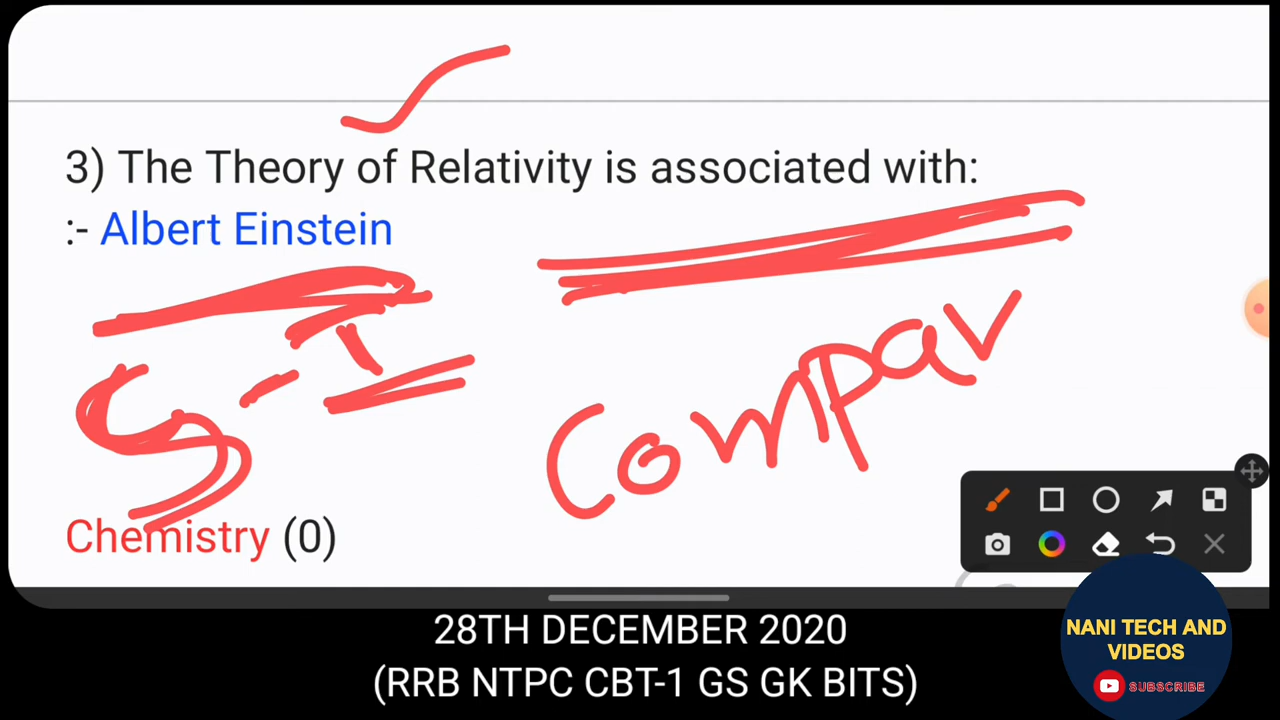 3) The Theory of Relativity is associated with:
:- Albert Einstein
S - I
Compav
Chemistry (0)
28TH DECEMBER 2020
(RRB NTPC CBT-1 GS GK BITS)
NANI TECH AND
VIDEOS
SUBSCRIBE